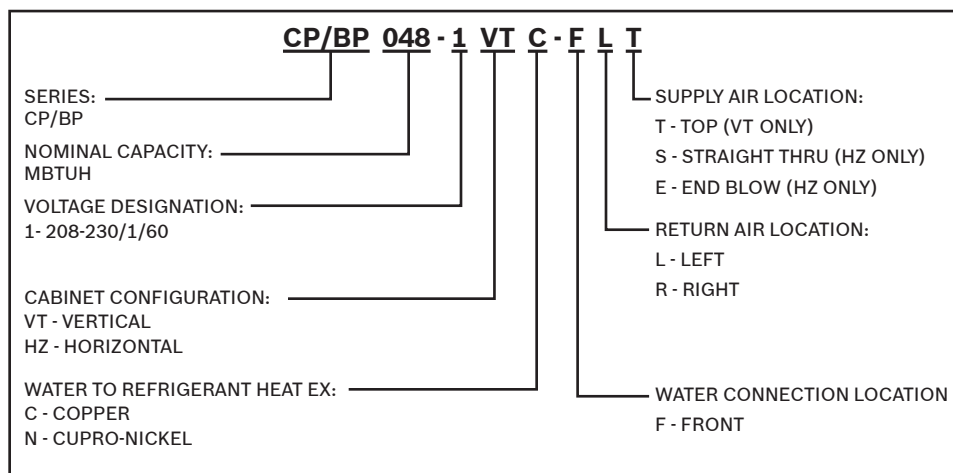 CP/BP 048 - 1 VT C - F L T
SERIES:
CP/BP
NOMINAL CAPACITY:
MBTUH
VOLTAGE DESIGNATION:
1- 208-230/1/60
CABINET CONFIGURATION:
VT - VERTICAL
HZ - HORIZONTAL
WATER TO REFRIGERANT HEAT EX:
C - COPPER
N - CUPRO-NICKEL
SUPPLY AIR LOCATION:
T - TOP (VT ONLY)
S - STRAIGHT THRU (HZ ONLY)
E - END BLOW (HZ ONLY)
RETURN AIR LOCATION:
L - LEFT
R - RIGHT
WATER CONNECTION LOCATION
F - FRONT